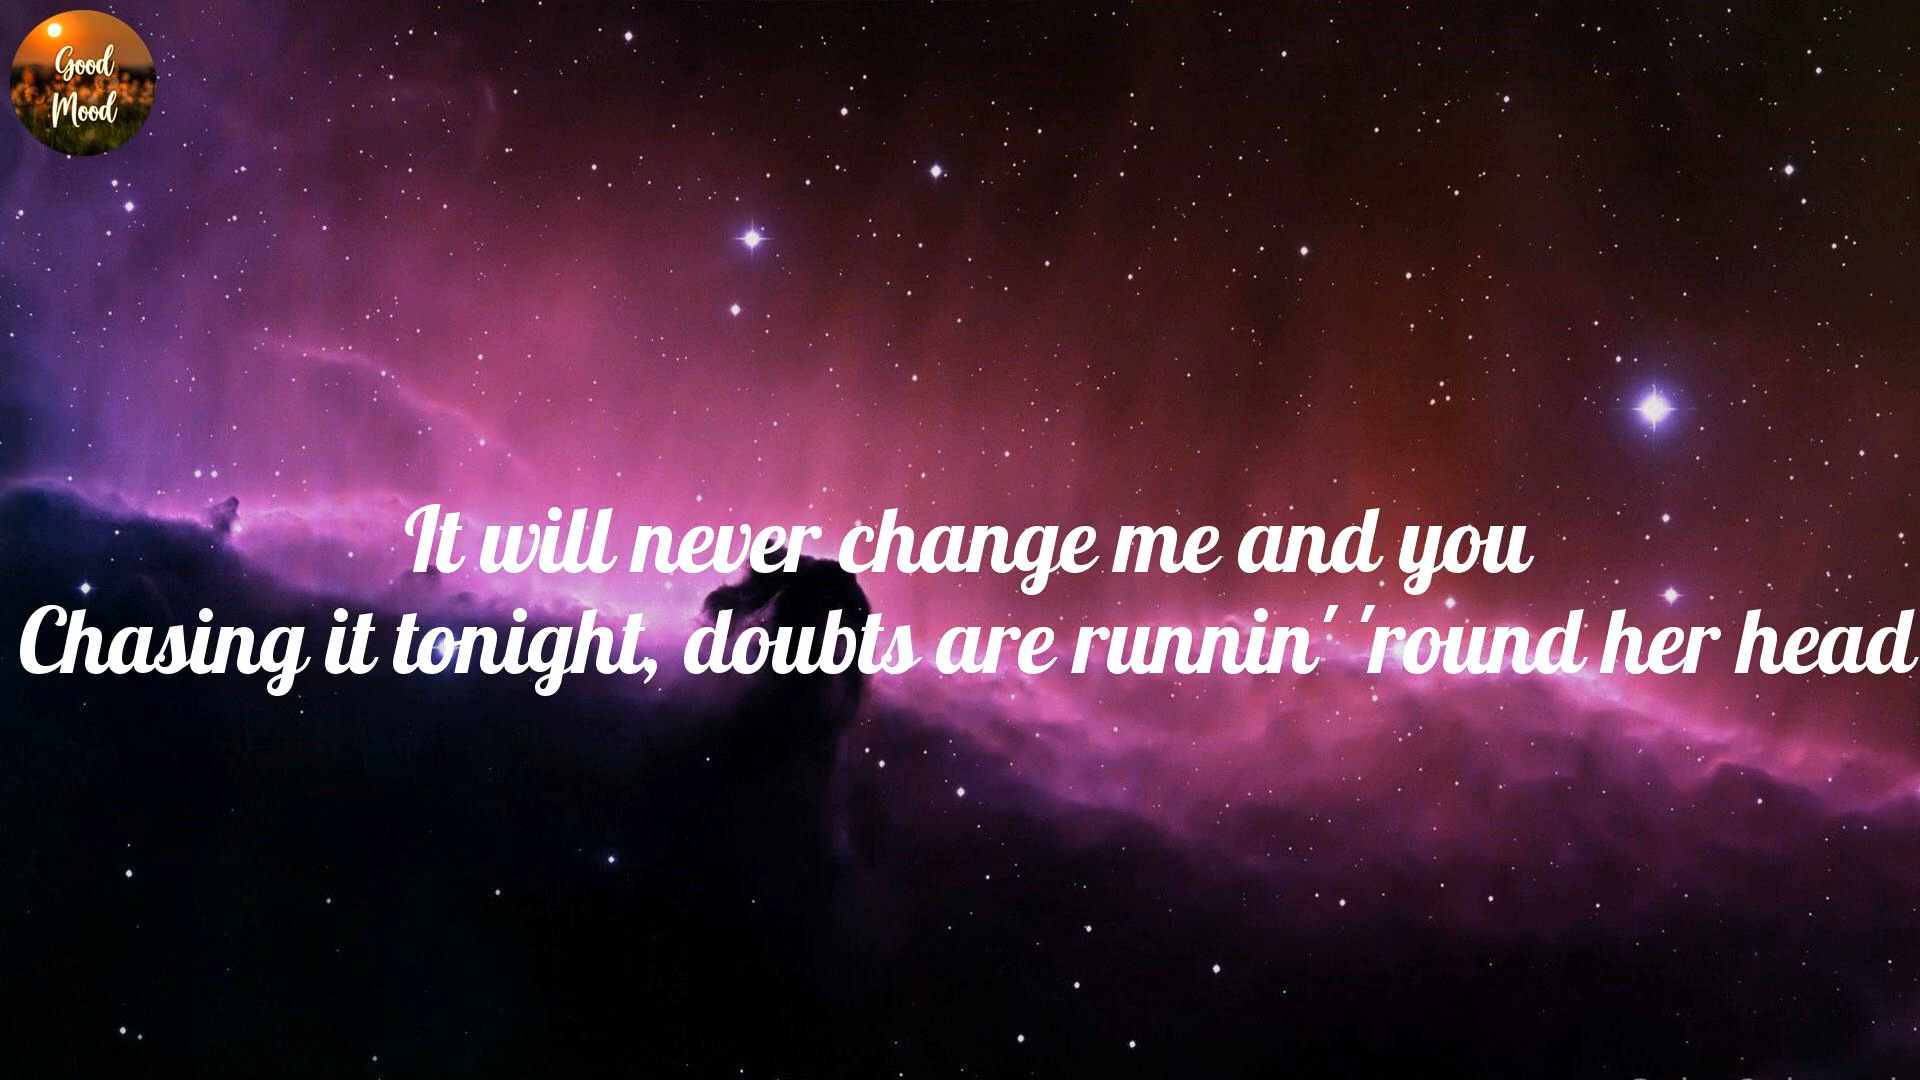 Good
Mood
It will never change me and you
Chasing it tonight, doubts are runnin' 'round her head